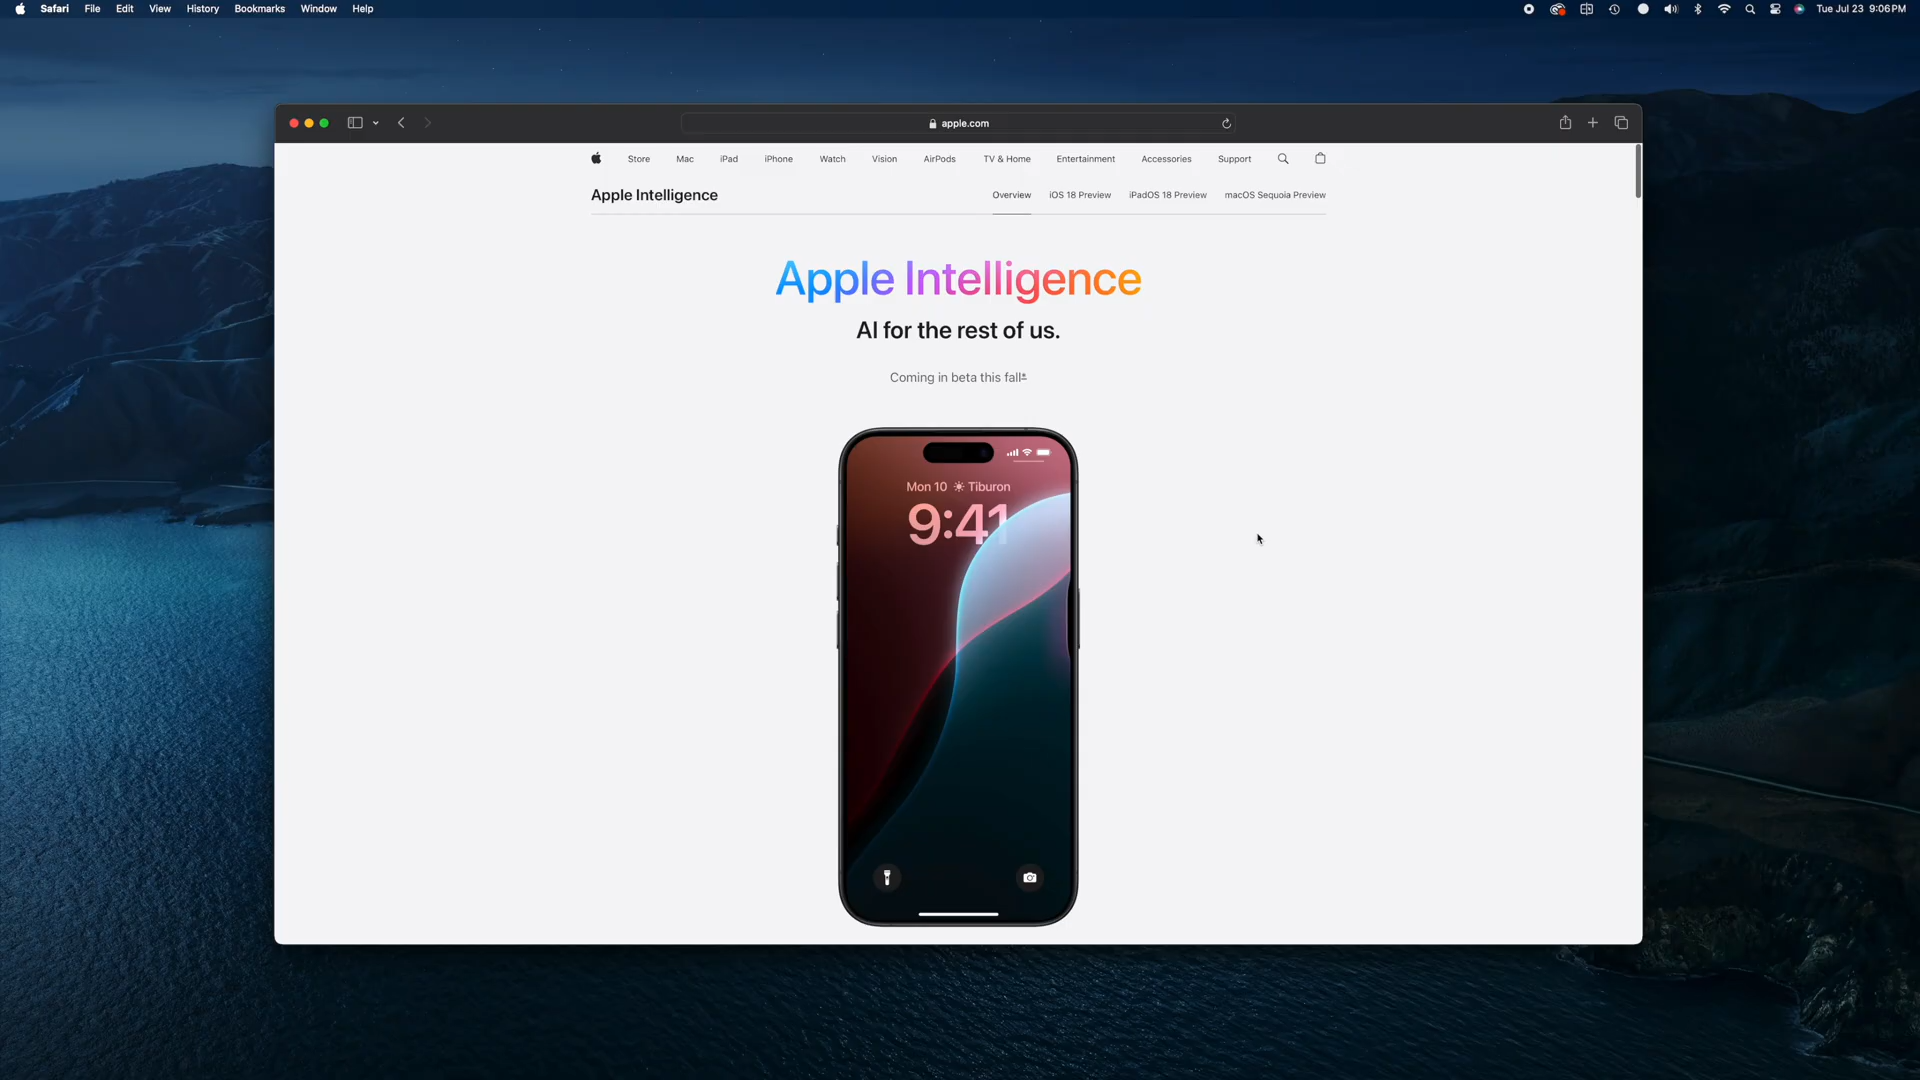 Safari File Edit View History Bookmarks Window Help Tue Jul 23 9:06 PM
apple.com
Store Mac iPad iPhone Watch Vision AirPods TV & Home Entertainment Accessories Support
Apple Intelligence Overview iOS 18 Preview iPadOS 18 Preview macOS Sequoia Preview
Apple Intelligence
AI for the rest of us.
Coming in beta this fall*
Mon 10 Tiburon
9:41